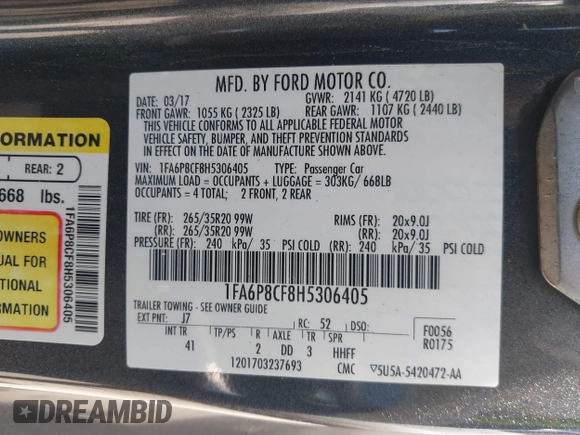 MFD. BY FORD MOTOR CO.
DATE: 03/17 GVWR: 2141 KG ( 4720 LB)
FRONT GAWR: 1055 KG ( 2325 LB) REAR GAWR: 1107 KG ( 2440 LB)
THIS VEHICLE CONFORMS TO ALL APPLICABLE FEDERAL MOTOR
VEHICLE SAFETY, BUMPER, AND THEFT PREVENTION STANDARDS
IN EFFECT ON THE DATE OF MANUFACTURE SHOWN ABOVE.
VIN: 1FA6P8CF8H5306405 TYPE: Passenger Car
MAXIMUM LOAD = OCCUPANTS + LUGGAGE = 303KG/ 668LB
OCCUPANTS = 4 TOTAL; 2 FRONT, 2 REAR
TIRE (FR): 265/35R20 99W RIMS (FR): 20x9.0J
(RR): 265/35R20 99W (RR): 20x9.0J
PRESSURE (FR): 240 kPa/ 35 PSI COLD (RR): 240 kPa/ 35 PSI COLD
1FA6P8CF8H5306405
TRAILER TOWING - SEE OWNER GUIDE
EXT PNT: J7 RC: 52 DSO:
F0056
R0175
INT TR TP/PS R AXLE TR SPR
41 2 DD 3 HHFF
1201703237693 CMC ▽5U5A-5420472-AA
FORMATION
REAR: 2
668 lbs.
OWNERS
UAL FOR
TIONAL
MATION
1FA6P8CF8H5306405
DREAMBID